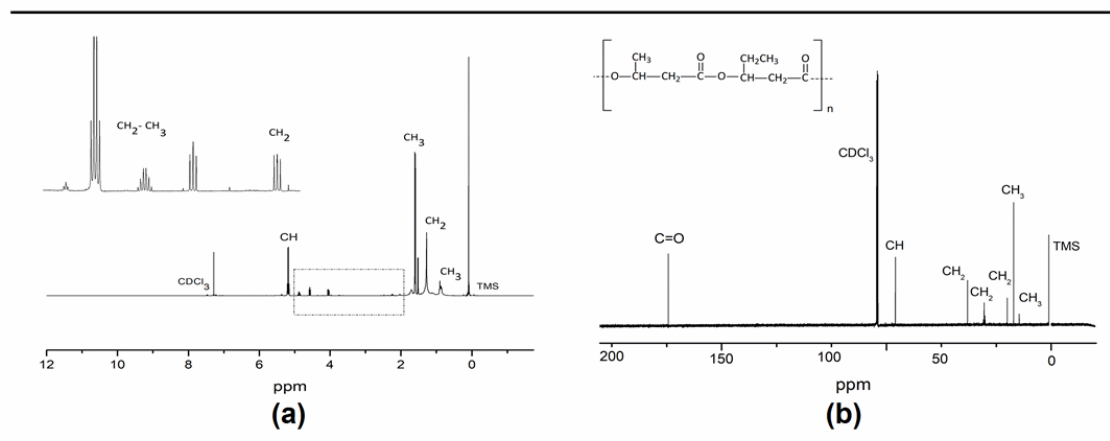 CH2- CH3
CH2
CH3
CH2
CH
CDCl3
CH3
TMS
12 10 8 6 4 2 0
ppm
(a)
CH3 O CH2CH3 O
O-CH-CH2-C-O-CH-CH2-C
n
CDCl3
CH3
C=O
CH
TMS
CH2
CH2
CH2
CH3
200 150 100 50 0
ppm
(b)